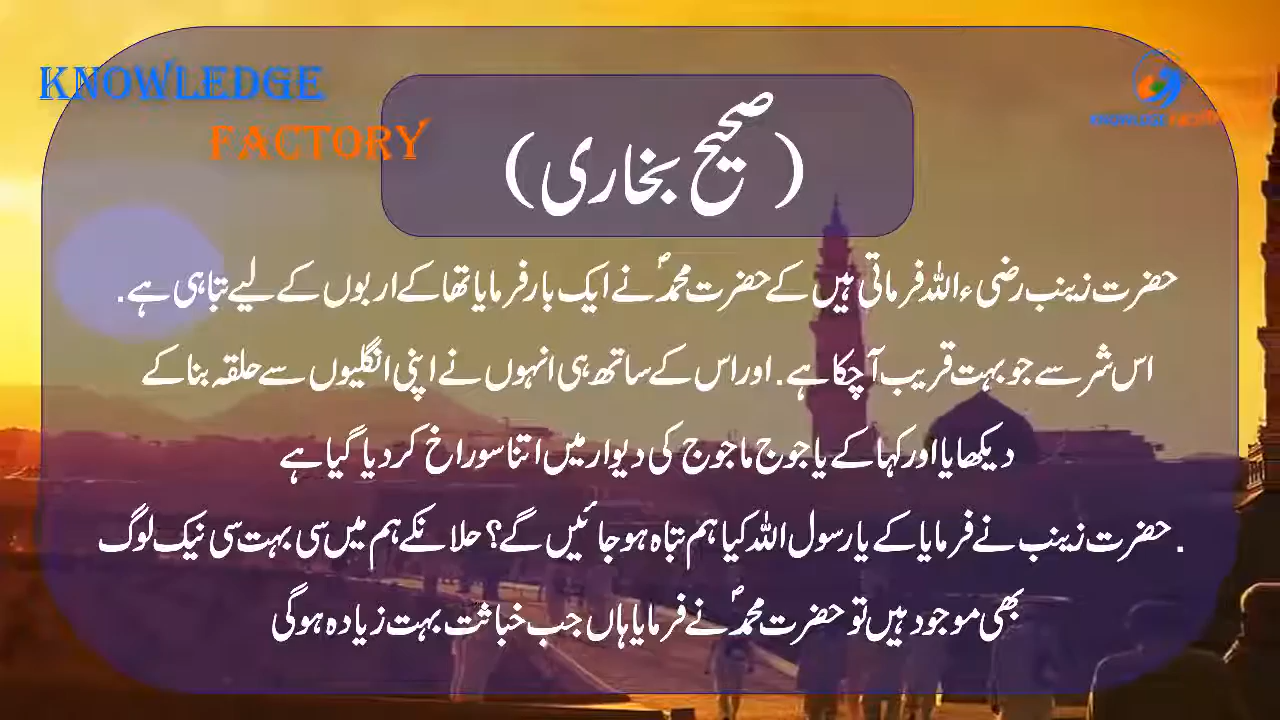 KNOWLEDGE
FACTORY
KNOWLEDGE FACTORY
(صحیح بخاری)
حضرت زینب رضی ءاللہ فرماتی ہیں کے حضرت محمدؐ نے ایک بار فرمایا تھا کے اربوں کے لیے تباہی ہے.
اس شر سے جو بہت قریب آچکا ہے. اور اس کے ساتھ ہی انہوں نے اپنی انگلیوں سے حلقہ بنا کے
دیکھایا اور کہا کے یاجوج ماجوج کی دیوار میں اتنا سوراخ کر دیا گیا ہے
. حضرت زینب نے فرمایا کے یا رسول اللہ کیا ہم تباہ ہو جائیں گے؟ حلانکے ہم میں سی بہت سی نیک لوگ
بھی موجود ہیں تو حضرت محمدؐ نے فرمایا ہاں جب خباثت بہت زیادہ ہوگی